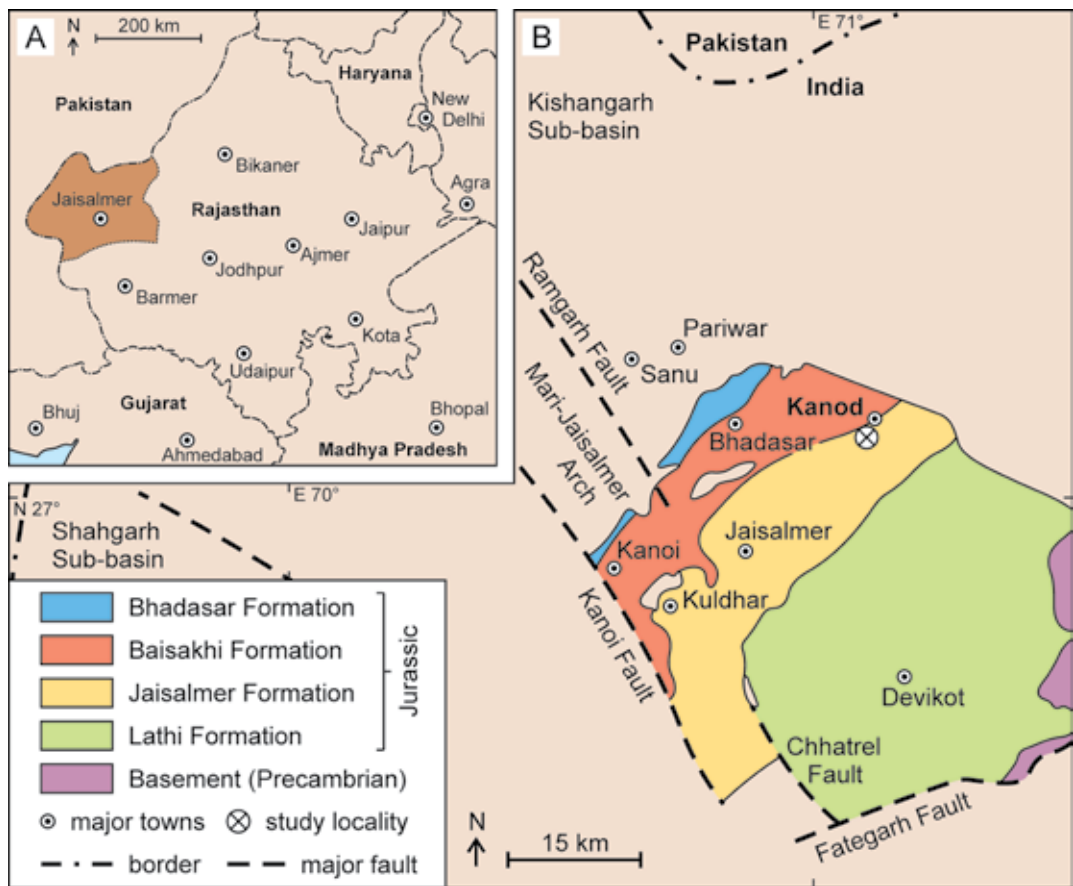 A
N
200 km
Pakistan
Haryana
New
Delhi
Bikaner
Agra
Jaisalmer
Rajasthan
Jaipur
Ajmer
Jodhpur
Barmer
Kota
Udaipur
Gujarat
Bhuj
Bhopal
Ahmedabad
Madhya Pradesh
B
E 71°
Pakistan
India
Kishangarh
Sub-basin
Ramgarh Fault
Pariwar
Sanu
Mari-Jaisalmer
Arch
Kanod
Bhadasar
N 27°
E 70°
Shahgarh
Sub-basin
Jaisalmer
Kanoi
Kuldhar
Kanoi Fault
Devikot
Chhatrel
Fault
Fategarh Fault
N
15 km
Bhadasar Formation
Baisakhi Formation
Jaisalmer Formation
Lathi Formation
Jurassic
Basement (Precambrian)
major towns
study locality
border
major fault